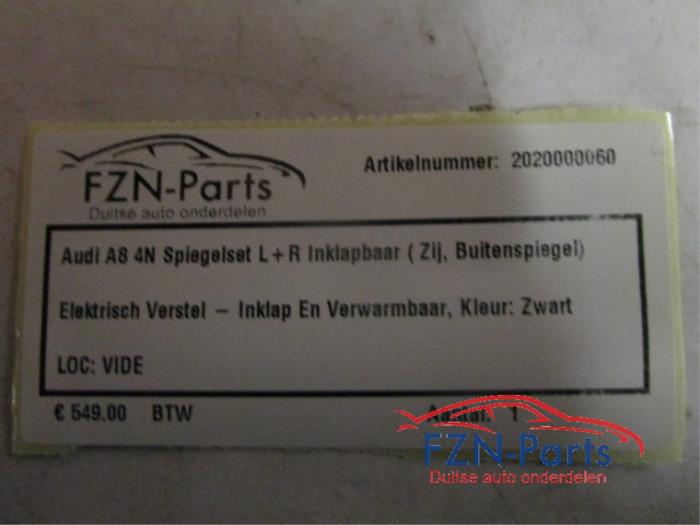 FZN-Parts
Duitse auto onderdelen
Artikelnummer: 2020000060
Audi A8 4N Spiegelset L+R Inklapbaar ( Zij, Buitenspiegel)
Elektrisch Verstel – Inklap En Verwarmbaar, Kleur: Zwart
LOC: VIDE
€ 549.00 BTW
Aantal: 1
FZN-Parts
Duitse auto onderdelen